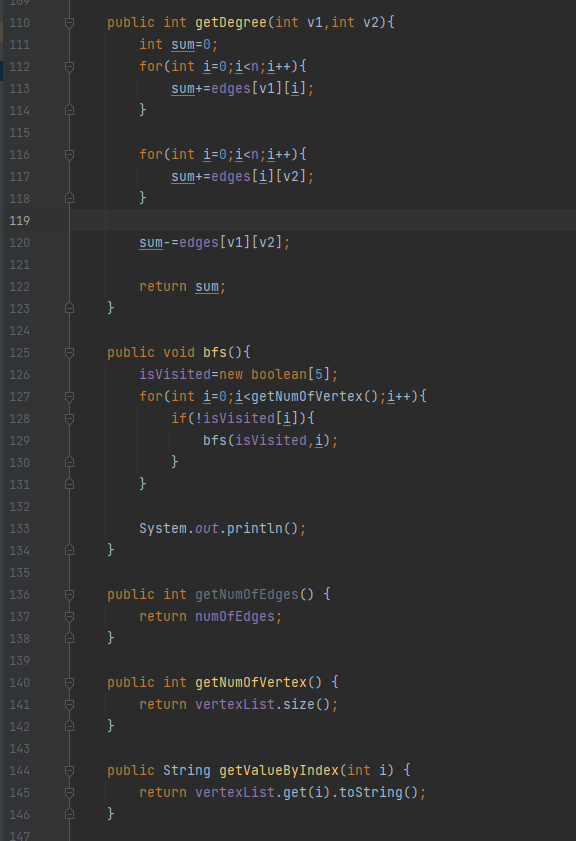 109
110 public int getDegree(int v1,int v2){
111 int sum=0;
112 for(int i=0;i<n;i++){
113 sum+=edges[v1][i];
114 }
115
116 for(int i=0;i<n;i++){
117 sum+=edges[i][v2];
118 }
119
120 sum-=edges[v1][v2];
121
122 return sum;
123 }
124
125 public void bfs(){
126 isVisited=new boolean[5];
127 for(int i=0;i<getNumOfVertex();i++){
128 if(!isVisited[i]){
129 bfs(isVisited,i);
130 }
131 }
132
133 System.out.println();
134 }
135
136 public int getNumOfEdges() {
137 return numOfEdges;
138 }
139
140 public int getNumOfVertex() {
141 return vertexList.size();
142 }
143
144 public String getValueByIndex(int i) {
145 return vertexList.get(i).toString();
146 }
147